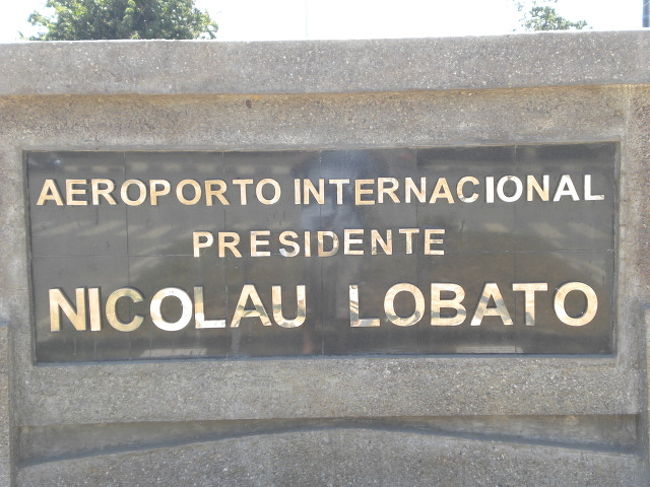 AEROPORTO INTERNACIONAL
PRESIDENTE
NICOLAU LOBATO